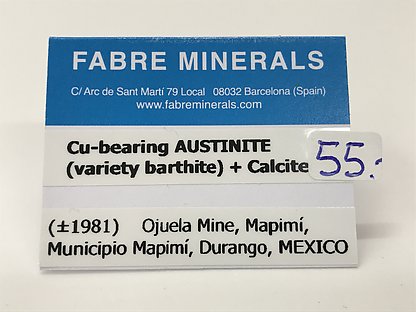 FABRE MINERALS
C/ Arc de Sant Martí 79 Local 08032 Barcelona (Spain)
www.fabreminerals.com
Cu-bearing AUSTINITE
(variety barthite) + Calcite 55.-
(±1981) Ojuela Mine, Mapimí,
Municipio Mapimí, Durango, MEXICO